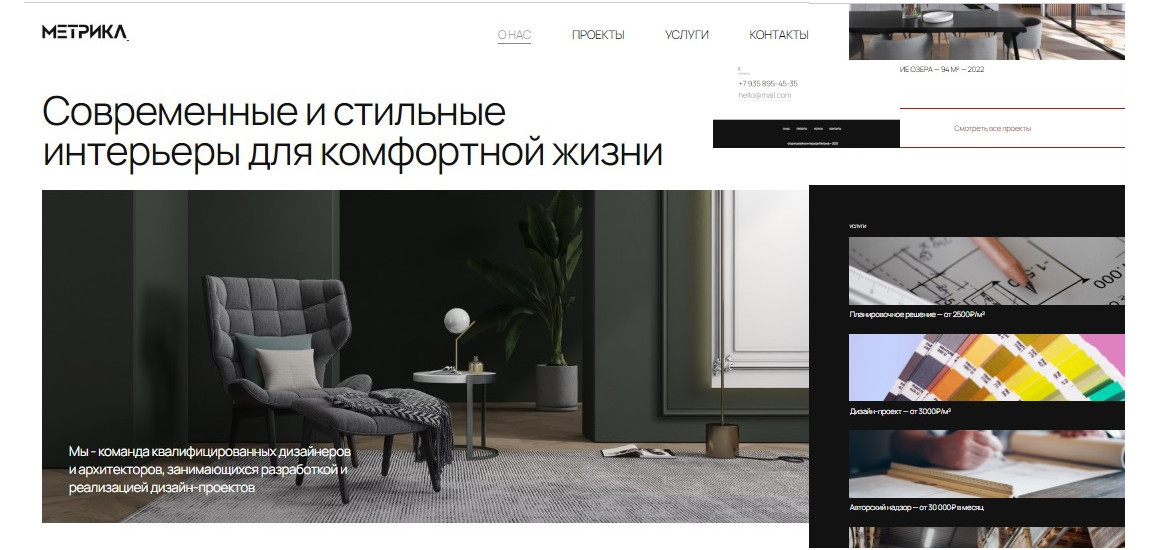 МЕТРИКА
О НАС ПРОЕКТЫ УСЛУГИ КОНТАКТЫ
Современные и стильные
интерьеры для комфортной жизни
Мы - команда квалифицированных дизайнеров
и архитекторов, занимающихся разработкой и
реализацией дизайн-проектов
+7 935 895-45-35
hello@mail.com
ИЕ ОЗЕРА — 94 М² — 2022
Смотреть все проекты
УСЛУГИ
Планировочное решение — от 2500₽/м²
Дизайн-проект — от 3000₽/м²
Авторский надзор — от 30 000₽ в месяц